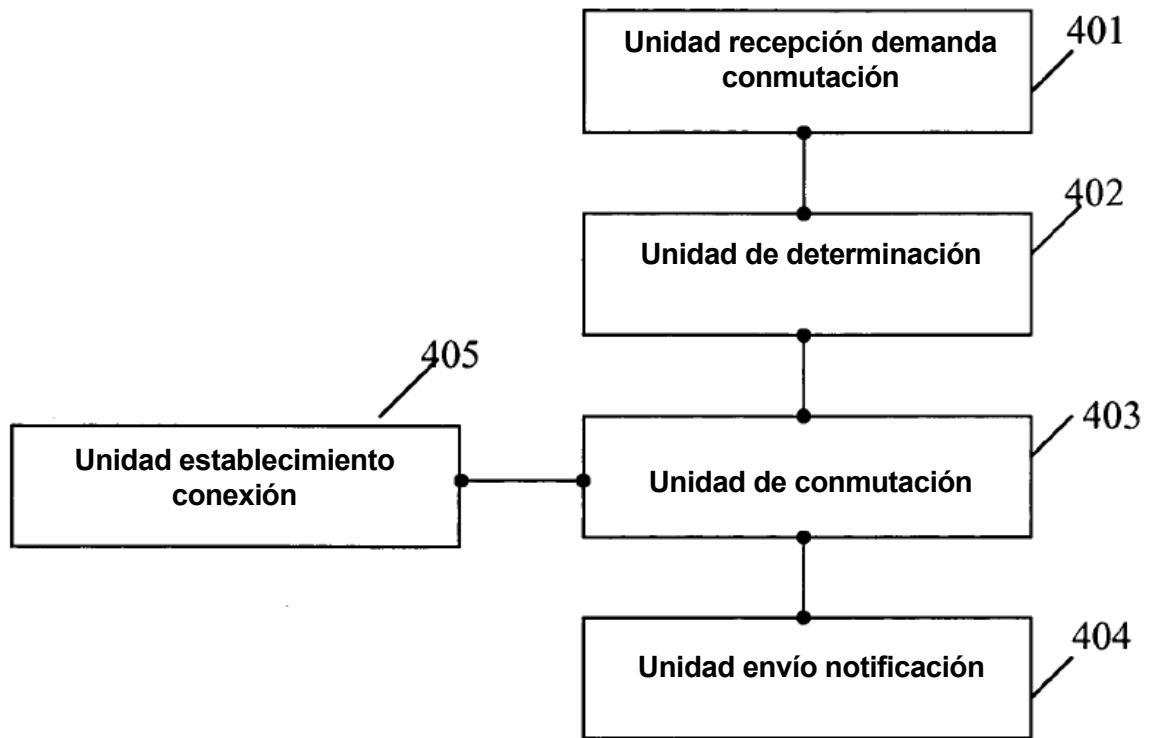 Unidad recepción demanda
conmutación
401
402
Unidad de determinación
405
403
Unidad establecimiento
conexión
Unidad de conmutación
404
Unidad envío notificación